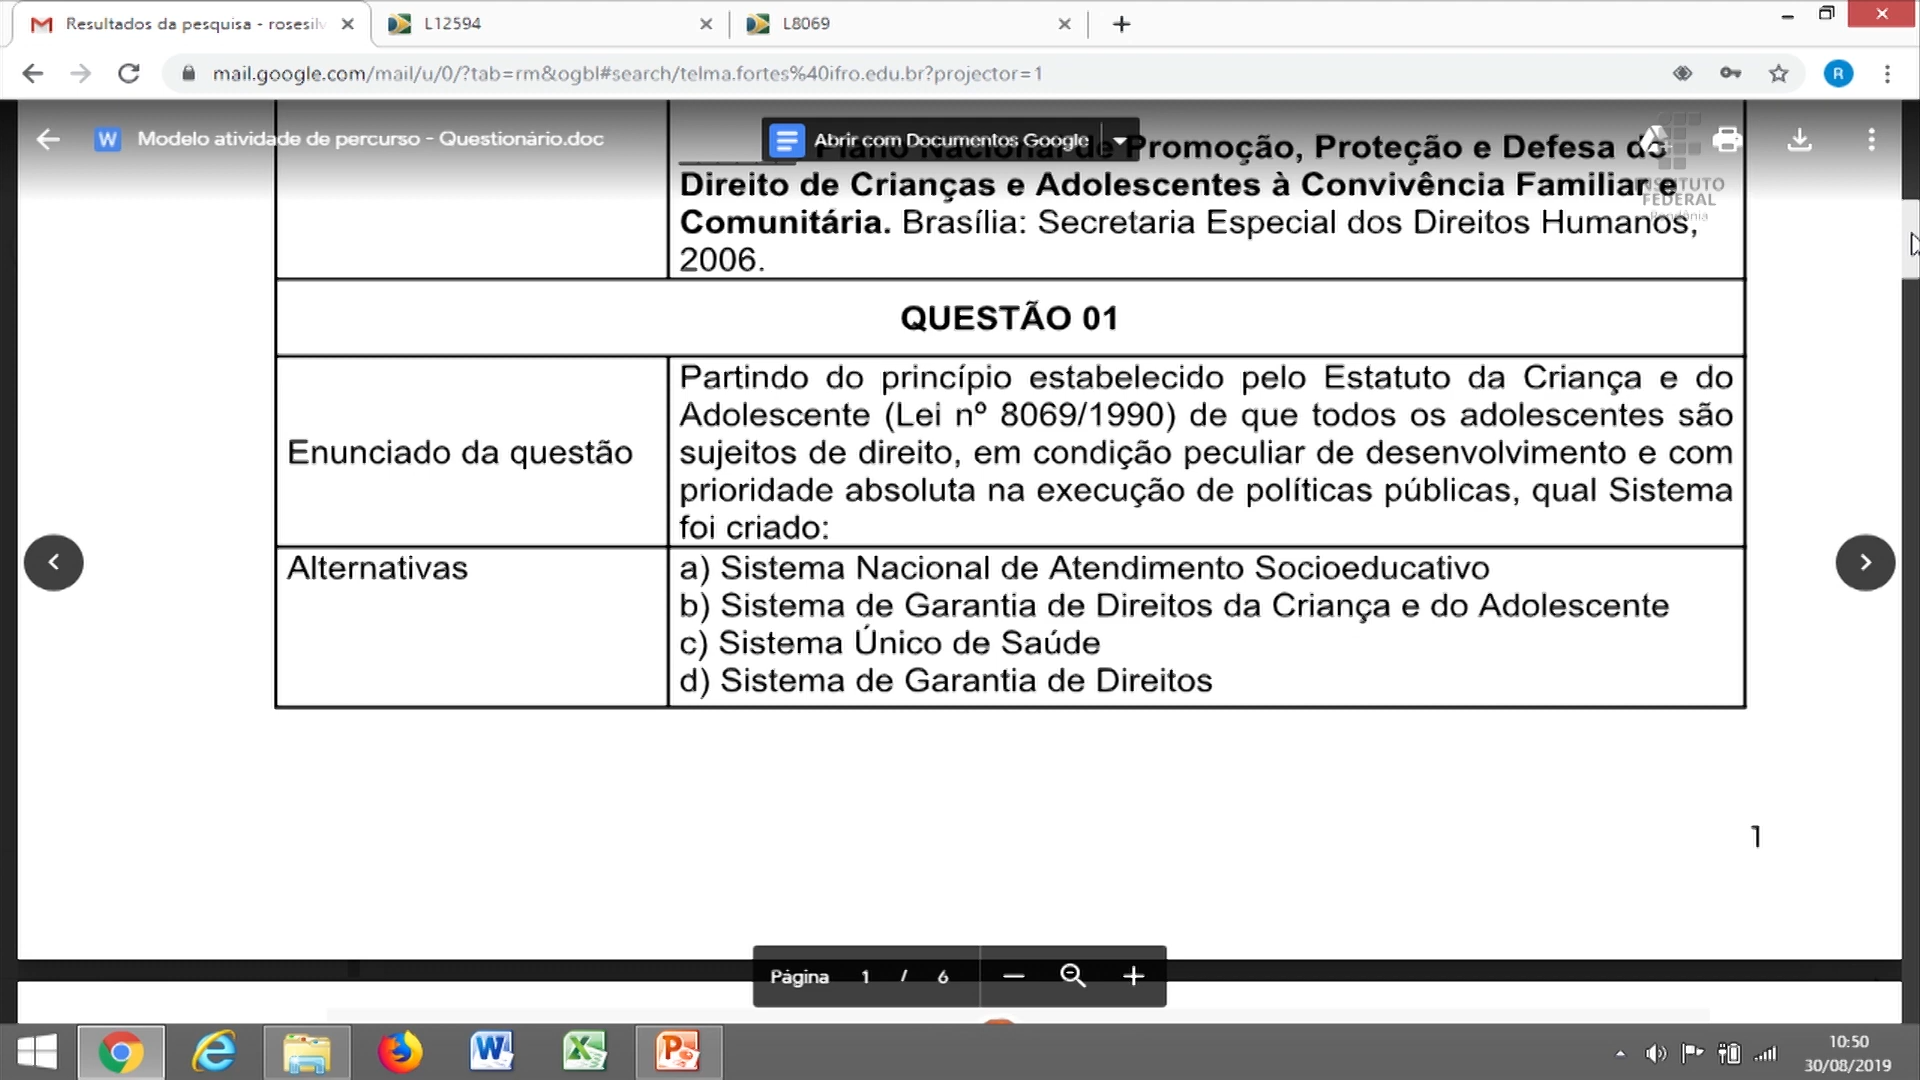 Resultados da pesquisa - rosesilv
L12594
L8069
mail.google.com/mail/u/0/?tab=rm&ogbl#search/telma.fortes%40ifro.edu.br?projector=1
R
W
Modelo atividade de percurso - Questionário.doc
Abrir com Documentos Google
Plano Nacional de Promoção, Proteção e Defesa do
Direito de Crianças e Adolescentes à Convivência Familiar e
Comunitária. Brasília: Secretaria Especial dos Direitos Humanos,
2006.
INSTITUTO
FEDERAL
Rondônia
QUESTÃO 01
Enunciado da questão
Partindo do princípio estabelecido pelo Estatuto da Criança e do
Adolescente (Lei nº 8069/1990) de que todos os adolescentes são
sujeitos de direito, em condição peculiar de desenvolvimento e com
prioridade absoluta na execução de políticas públicas, qual Sistema
foi criado:
Alternativas
a) Sistema Nacional de Atendimento Socioeducativo
b) Sistema de Garantia de Direitos da Criança e do Adolescente
c) Sistema Único de Saúde
d) Sistema de Garantia de Direitos
1
Página 1 / 6
10:50
30/08/2019